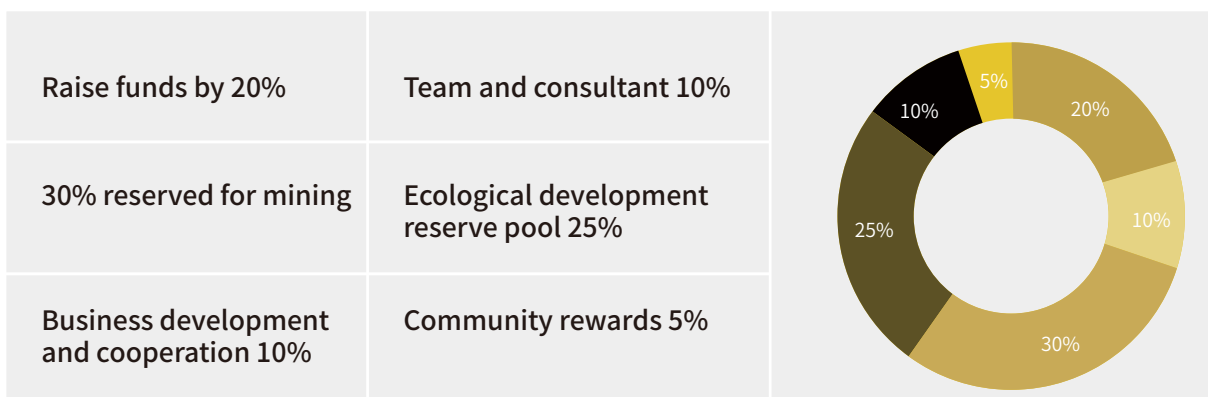 Raise funds by 20%
Team and consultant 10%
30% reserved for mining
Ecological development
reserve pool 25%
Business development
and cooperation 10%
Community rewards 5%
5%
20%
10%
10%
25%
30%